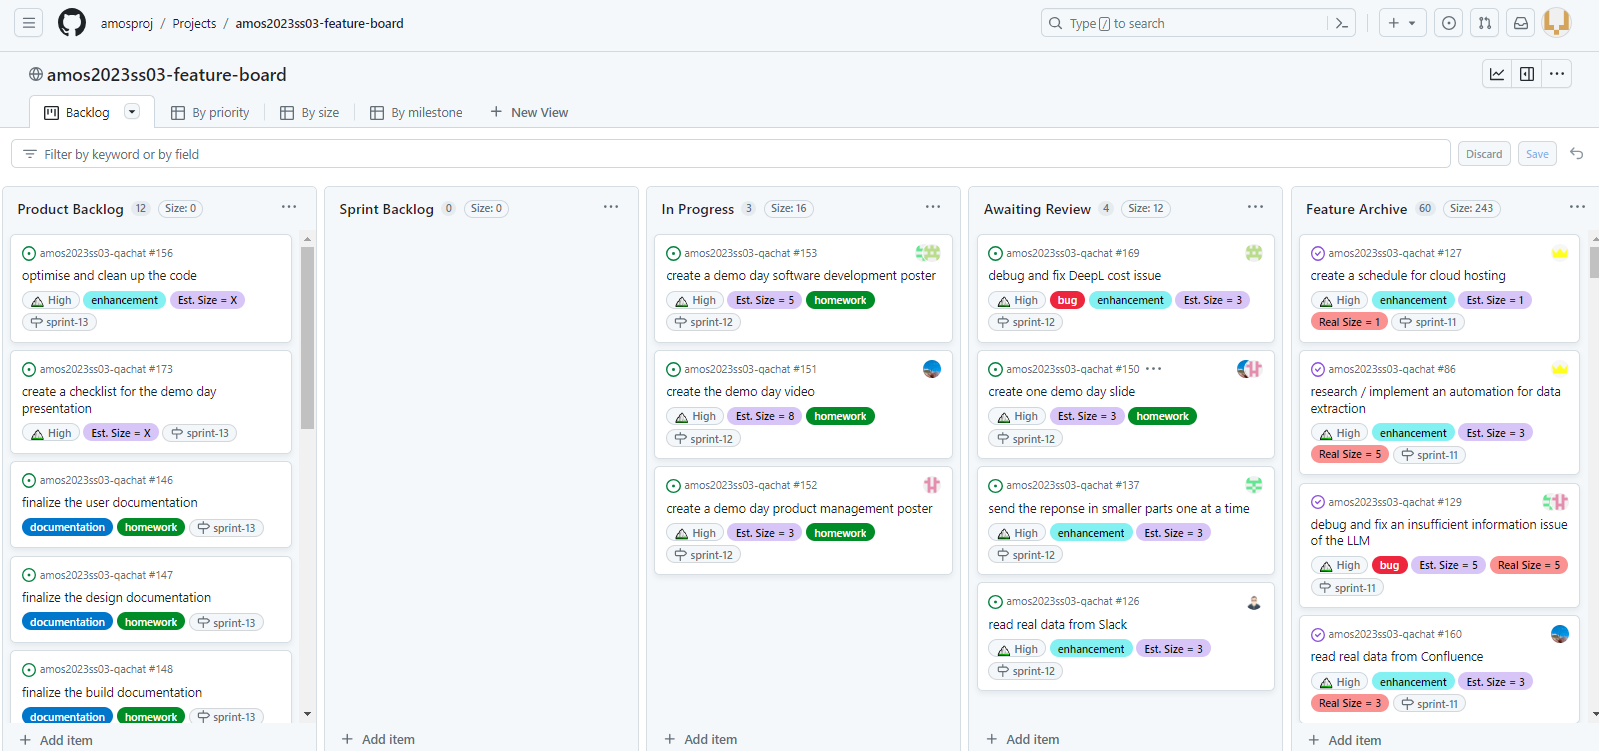 amosproj / Projects / amos2023ss03-feature-board
Type / to search
amos2023ss03-feature-board
Backlog By priority By size By milestone New View
Filter by keyword or by field
Discard Save
Product Backlog 12 Size: 0
amos2023ss03-qachat #156
optimise and clean up the code
High enhancement Est. Size = X
sprint-13
amos2023ss03-qachat #173
create a checklist for the demo day
presentation
High Est. Size = X sprint-13
amos2023ss03-qachat #146
finalize the user documentation
documentation homework sprint-13
amos2023ss03-qachat #147
finalize the design documentation
documentation homework sprint-13
amos2023ss03-qachat #148
finalize the build documentation
documentation homework sprint-13
+ Add item
Sprint Backlog 0 Size: 0
+ Add item
In Progress 3 Size: 16
amos2023ss03-qachat #153
create a demo day software development poster
High Est. Size = 5 homework
sprint-12
amos2023ss03-qachat #151
create the demo day video
High Est. Size = 8 homework
sprint-12
amos2023ss03-qachat #152
create a demo day product management poster
High Est. Size = 3 homework
sprint-12
+ Add item
Awaiting Review 4 Size: 12
amos2023ss03-qachat #169
debug and fix DeepL cost issue
High bug enhancement Est. Size = 3
sprint-12
amos2023ss03-qachat #150
create one demo day slide
High Est. Size = 3 homework
sprint-12
amos2023ss03-qachat #137
send the reponse in smaller parts one at a time
High enhancement Est. Size = 3
sprint-12
amos2023ss03-qachat #126
read real data from Slack
High enhancement Est. Size = 3
sprint-12
+ Add item
Feature Archive 60 Size: 243
amos2023ss03-qachat #127
create a schedule for cloud hosting
High enhancement Est. Size = 1
Real Size = 1 sprint-11
amos2023ss03-qachat #86
research / implement an automation for data
extraction
High enhancement Est. Size = 3
Real Size = 5 sprint-11
amos2023ss03-qachat #129
debug and fix an insufficient information issue
of the LLM
High bug Est. Size = 5 Real Size = 5
sprint-11
amos2023ss03-qachat #160
read real data from Confluence
High enhancement Est. Size = 3
Real Size = 3 sprint-11
+ Add item